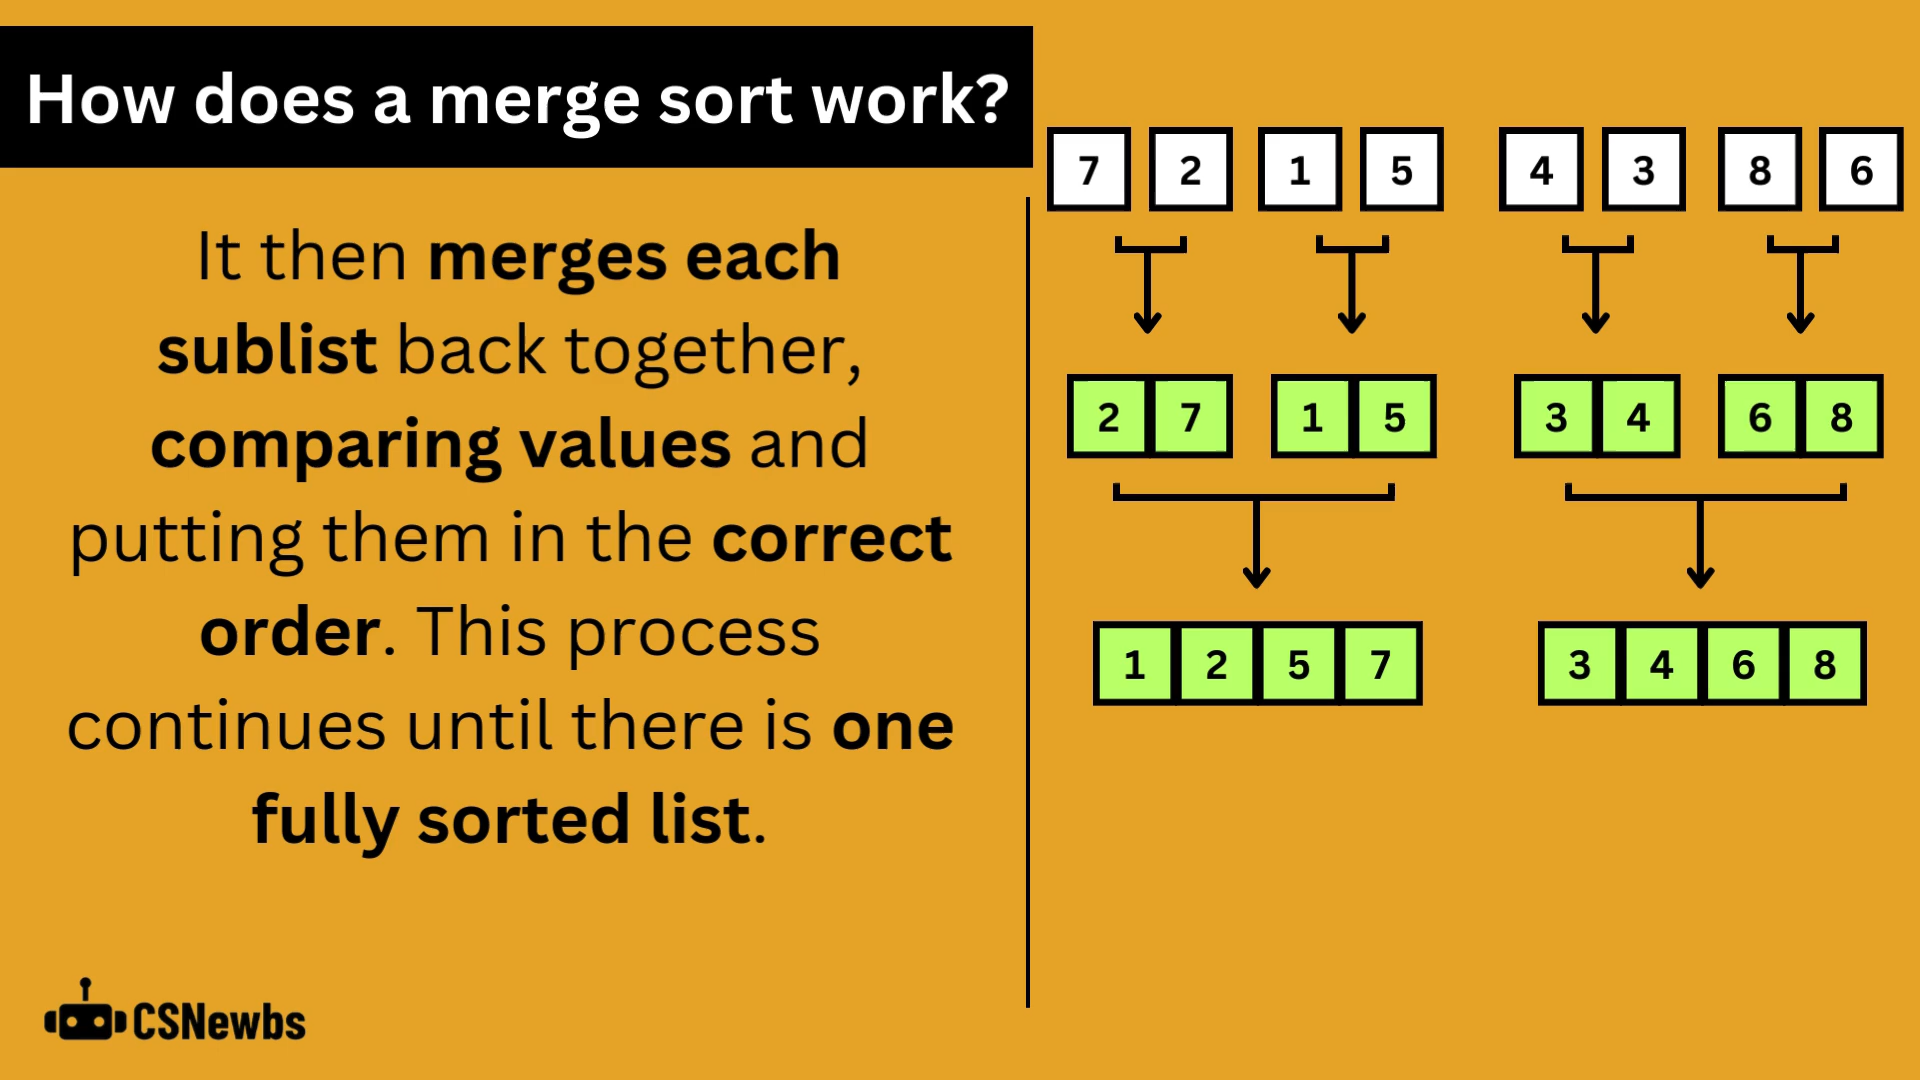 How does a merge sort work?
It then merges each
sublist back together,
comparing values and
putting them in the correct
order. This process
continues until there is one
fully sorted list.
7 2 1 5 4 3 8 6
2 7 1 5 3 4 6 8
1 2 5 7 3 4 6 8
CSNewbs